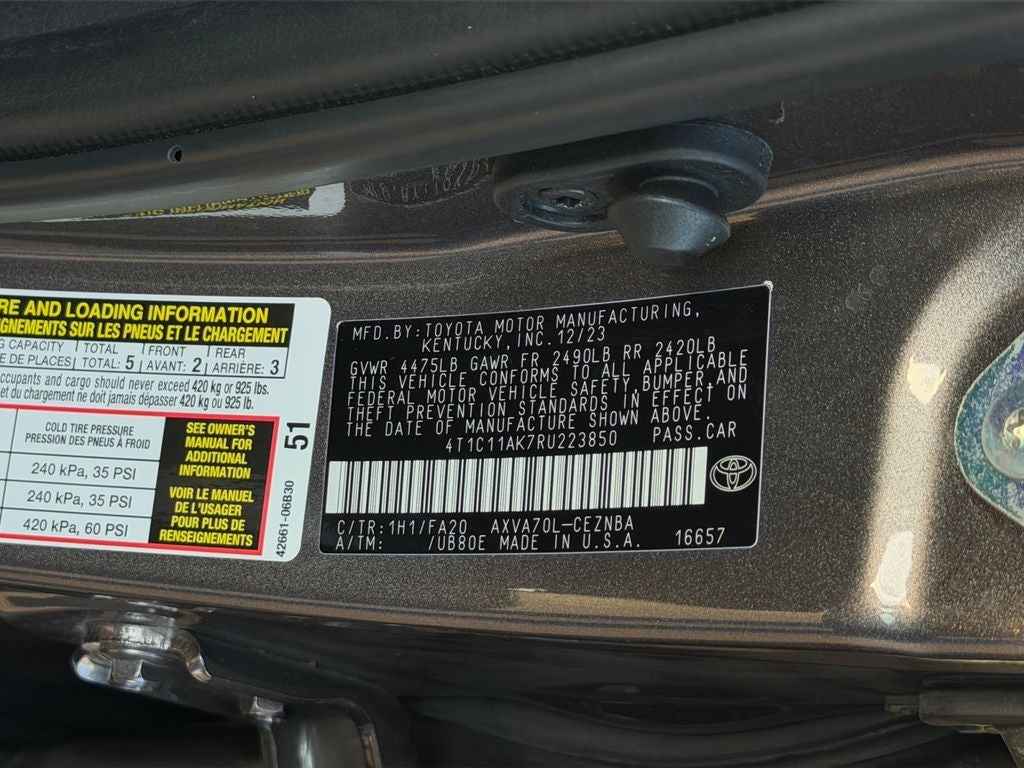 RE AND LOADING INFORMATION
GNEMENTS SUR LES PNEUS ET LE CHARGEMENT
G CAPACITY TOTAL FRONT REAR
E DE PLACES TOTAL: 5 AVANT: 2 ARRIÈRE: 3
ccupants and cargo should never exceed 420 kg or 925 lbs.
et du chargement ne doit jamais dépasser 420 kg ou 925 lb.
COLD TIRE PRESSURE
PRESSION DES PNEUS À FROID
240 kPa, 35 PSI
240 kPa, 35 PSI
420 kPa, 60 PSI
SEE OWNER'S
MANUAL FOR
ADDITIONAL
INFORMATION
VOIR LE MANUEL
DE L'USAGER
POUR PLUS DE
RENSEIGNEMENTS
51
42661-06B30
MFD.BY:TOYOTA MOTOR MANUFACTURING,
KENTUCKY,INC.12/23
GVWR 4475LB GAWR FR 2490LB RR 2420LB
THIS VEHICLE CONFORMS TO ALL APPLICABLE
FEDERAL MOTOR VEHICLE SAFETY,BUMPER,AND
THEFT PREVENTION STANDARDS IN EFFECT ON
THE DATE OF MANUFACTURE SHOWN ABOVE.
4T1C11AK7RU223850 PASS.CAR
C/TR:1H1/FA20 AXVA70L-CEZNBA
A/TM: /UB80E MADE IN U.S.A. 16657